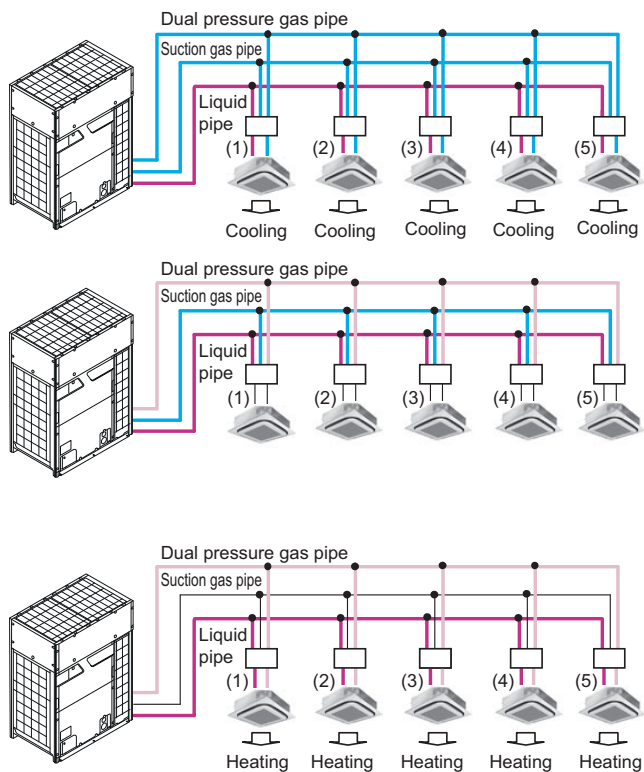 Dual pressure gas pipe
Suction gas pipe
Liquid
pipe
(1) (2) (3) (4) (5)
Cooling Cooling Cooling Cooling Cooling
Dual pressure gas pipe
Suction gas pipe
Liquid
pipe
(1) (2) (3) (4) (5)
Dual pressure gas pipe
Suction gas pipe
Liquid
pipe
(1) (2) (3) (4) (5)
Heating Heating Heating Heating Heating